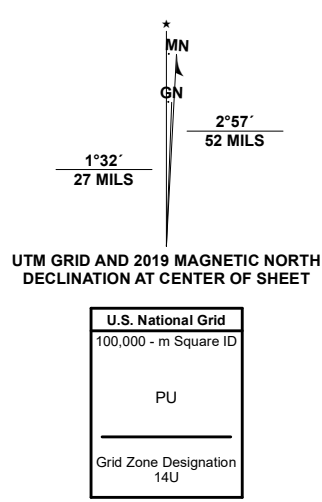 ★
MN
GN
2°57´
52 MILS
1°32´
27 MILS
UTM GRID AND 2019 MAGNETIC NORTH
DECLINATION AT CENTER OF SHEET
U.S. National Grid
100,000 - m Square ID
PU
Grid Zone Designation
14U